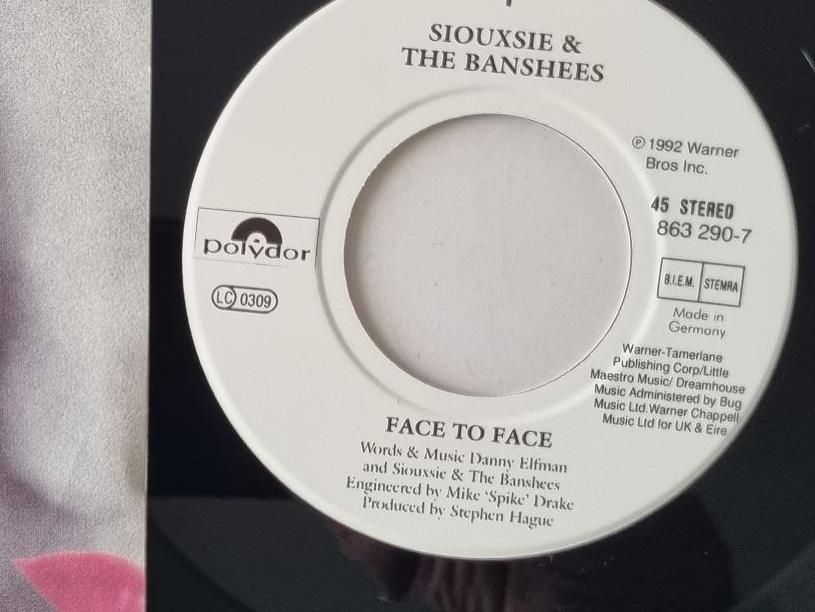 SIOUXSIE &
THE BANSHEES
℗ 1992 Warner
Bros Inc.
45 STEREO
863 290-7
polydor
LC 0309
B.I.E.M. STEMRA
Made in
Germany
Warner-Tamerlane
Publishing Corp/Little
Maestro Music/ Dreamhouse
Music Administered by Bug
Music Ltd.Warner Chappell
Music Ltd for UK & Eire
FACE TO FACE
Words & Music Danny Elfman
and Siouxsie & The Banshees
Engineered by Mike 'Spike' Drake
Produced by Stephen Hague